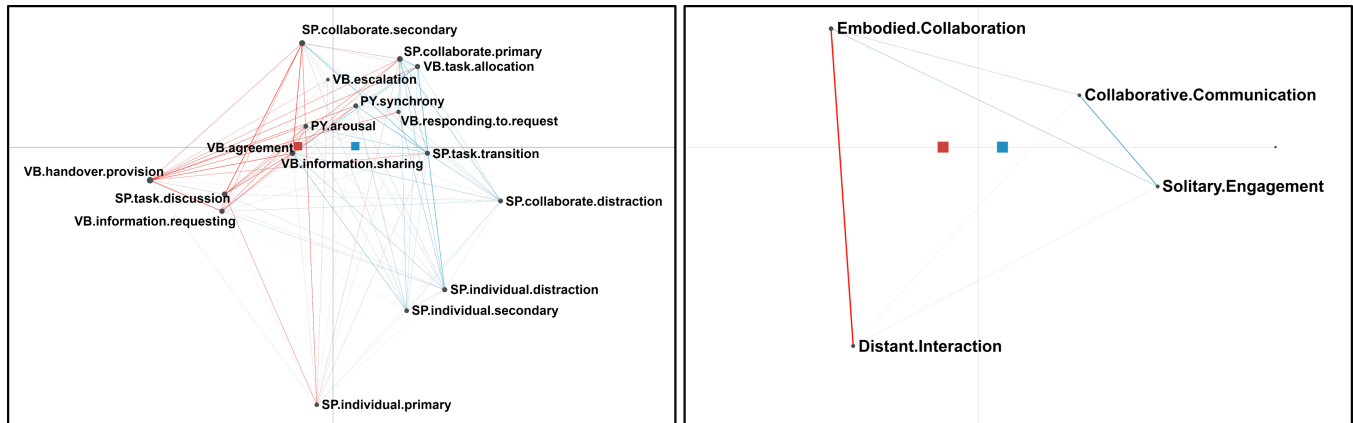 SP.collaborate.secondary
SP.collaborate.primary
VB.task.allocation
VB.escalation
PY.synchrony
VB.responding.to.request
PY.arousal
VB.agreement
SP.task.transition
VB.information.sharing
VB.handover.provision
SP.task.discussion
SP.collaborate.distraction
VB.information.requesting
SP.individual.distraction
SP.individual.secondary
SP.individual.primary
Embodied.Collaboration
Collaborative.Communication
Solitary.Engagement
Distant.Interaction